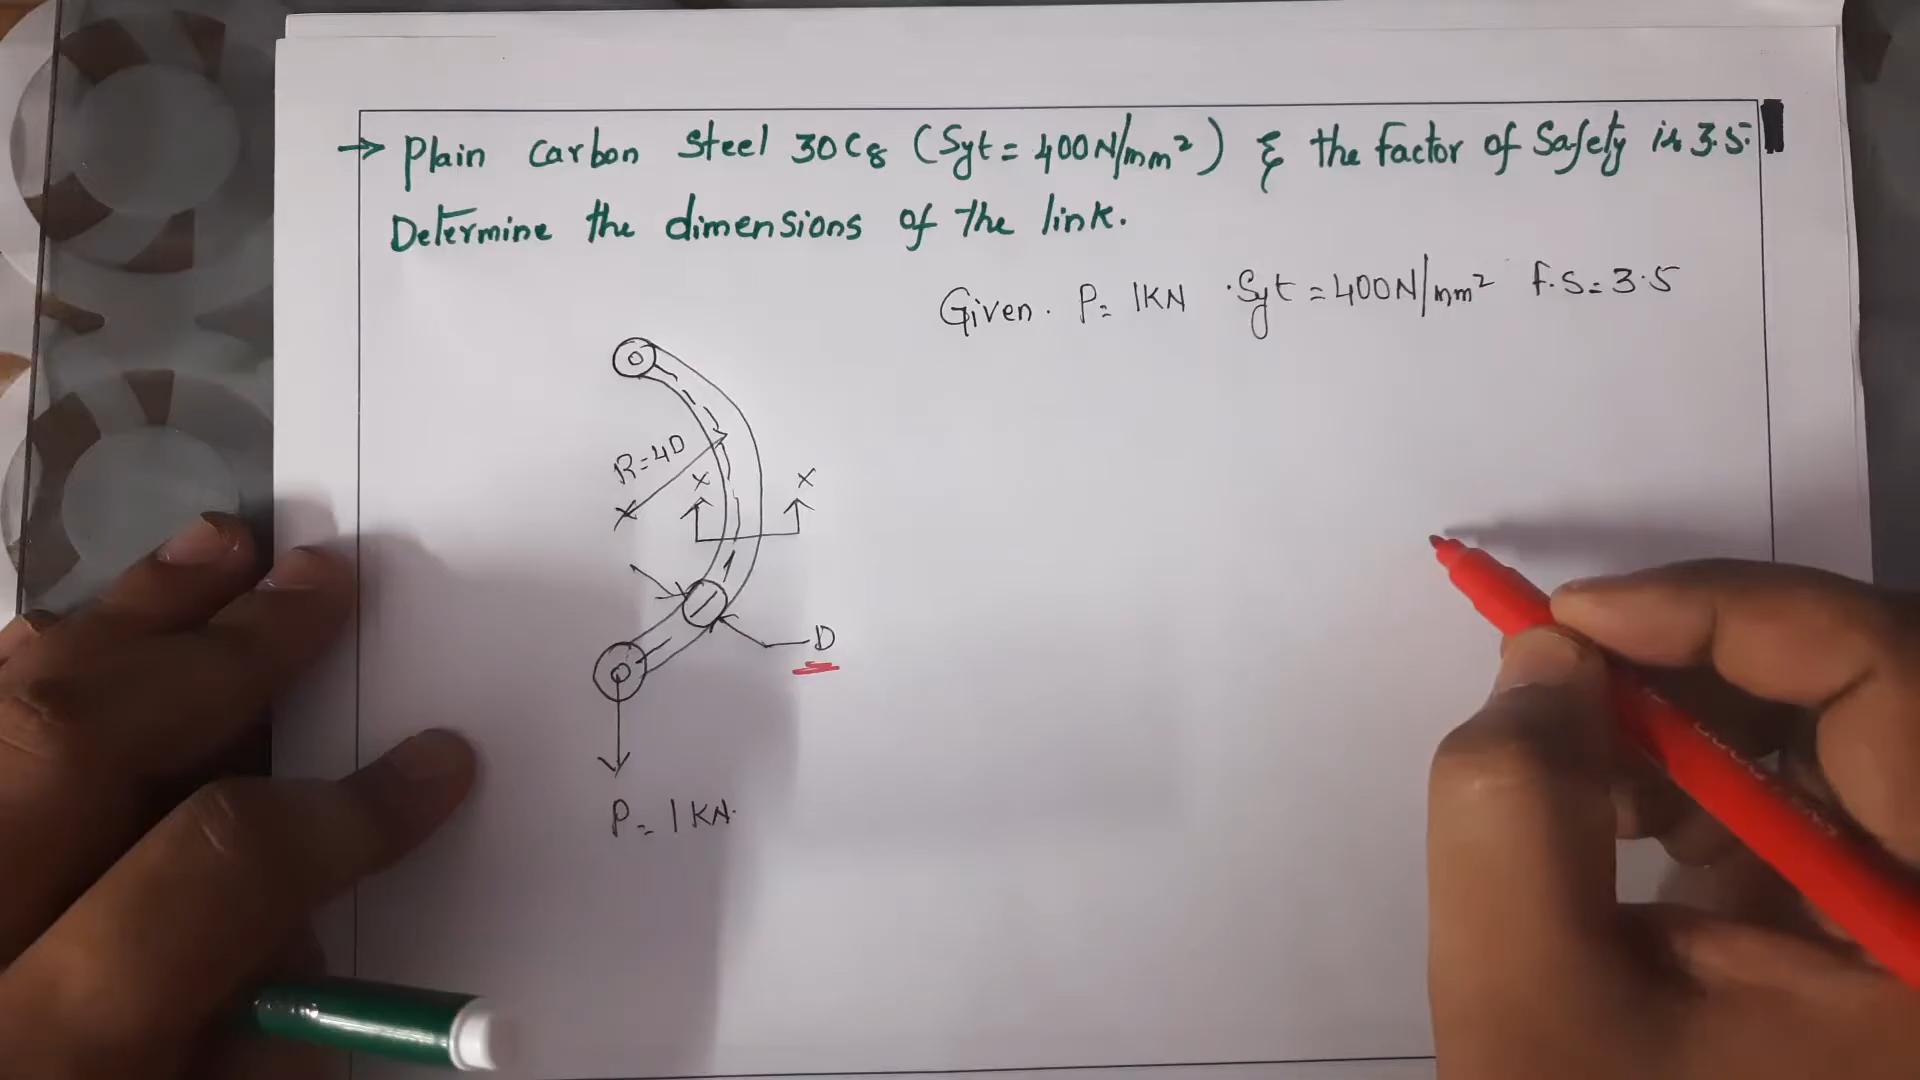 → Plain carbon steel 30C8 (Syt = 400N/mm²) & the factor of Safety is 3.5.
Determine the dimensions of the link.
Given. P= 1KN Syt = 400N/mm² f.S= 3.5
R=4D
X X
D
P= 1KN.